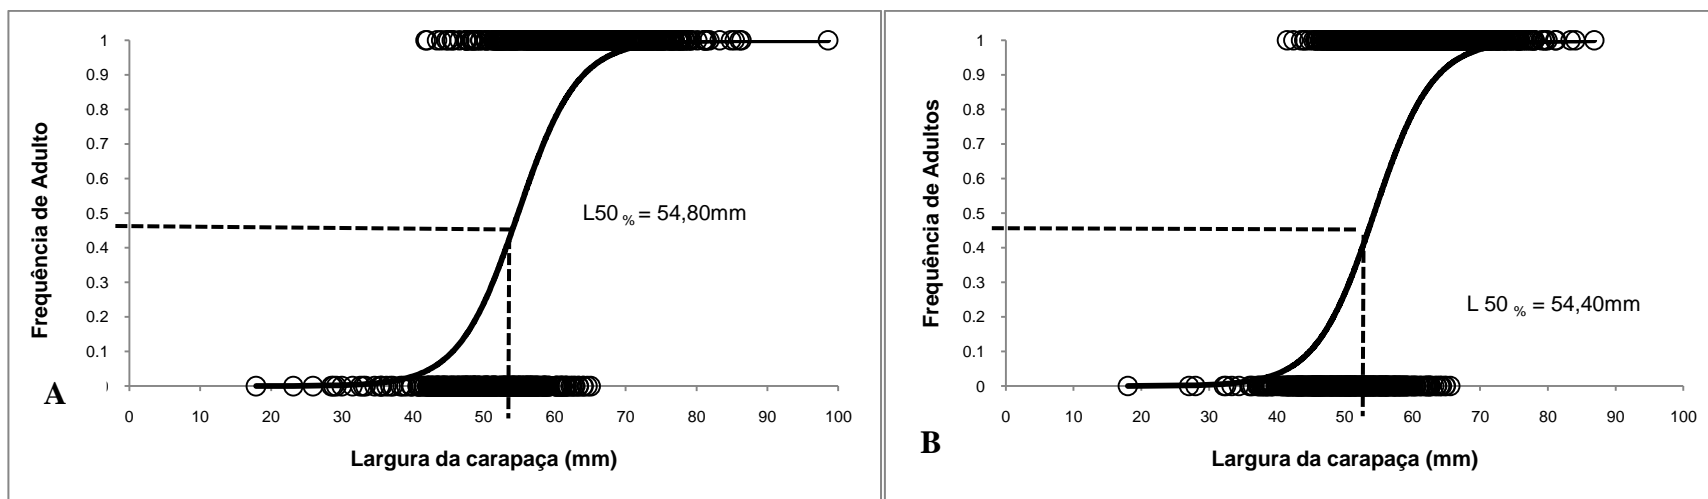 Frequência de Adulto
1
0.9
0.8
0.7
0.6
0.5
0.4
0.3
0.2
0.1
L50 % = 54,80mm
A
0 10 20 30 40 50 60 70 80 90 100
Largura da carapaça (mm)
Frequência de Adultos
1
0.9
0.8
0.7
0.6
0.5
0.4
0.3
0.2
0.1
0
L 50 % = 54,40mm
B
0 10 20 30 40 50 60 70 80 90 100
Largura da carapaça (mm)